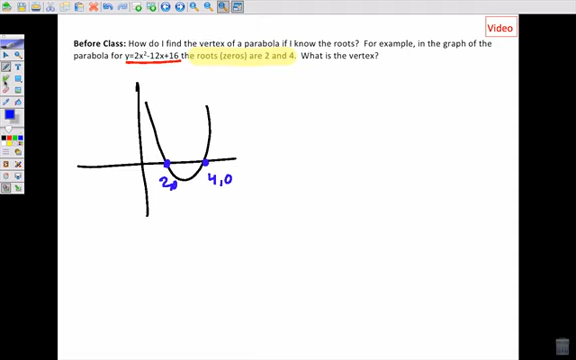 Video
Before Class: How do I find the vertex of a parabola if I know the roots? For example, in the graph of the
parabola for y=2x²-12x+16 the roots (zeros) are 2 and 4. What is the vertex?
2,0 4,0